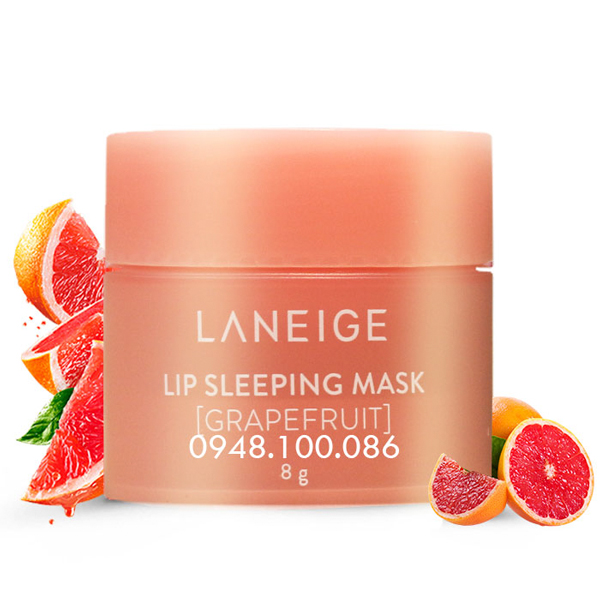 LANEIGE
LIP SLEEPING MASK
[GRAPEFRUIT]
0948.100.086
8 g